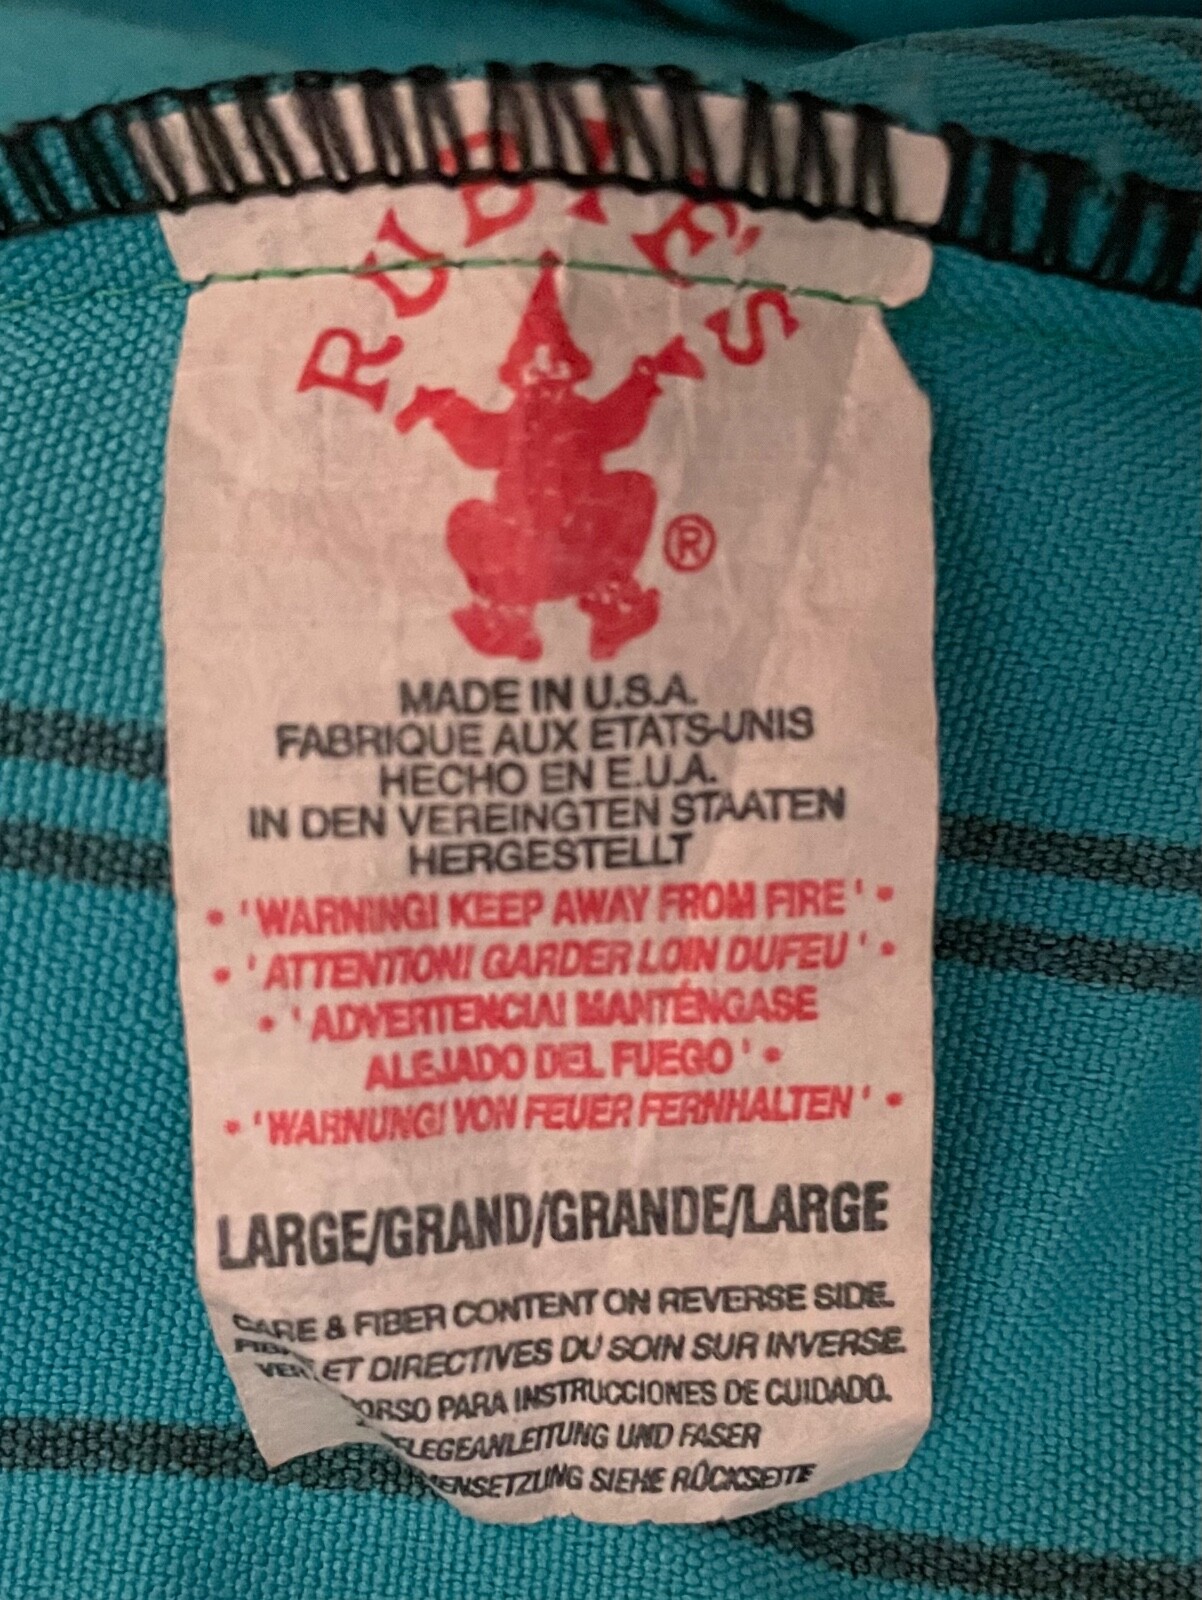 RUBIE'S
®
MADE IN U.S.A.
FABRIQUE AUX ETATS-UNIS
HECHO EN E.U.A.
IN DEN VEREINGTEN STAATEN
HERGESTELLT
• 'WARNING! KEEP AWAY FROM FIRE' •
• 'ATTENTION! GARDER LOIN DUFEU' •
• 'ADVERTENCIA! MANTÉNGASE
ALEJADO DEL FUEGO' •
• 'WARNUNG! VON FEUER FERNHALTEN' •
LARGE/GRAND/GRANDE/LARGE
CARE & FIBER CONTENT ON REVERSE SIDE.
ET DIRECTIVES DU SOIN SUR INVERSE.
PARA INSTRUCCIONES DE CUIDADO.
UND FASER
SIEHE RÜCKSEITE